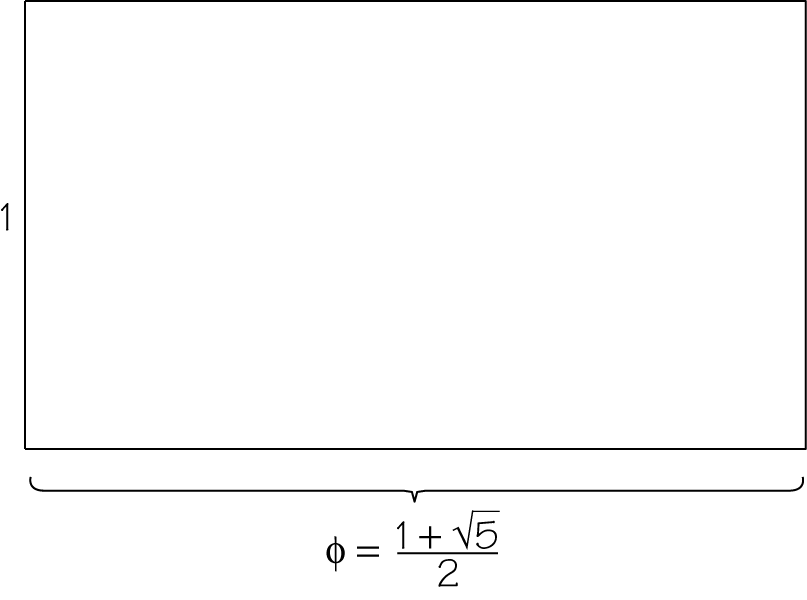 1
ϕ = (1 + √5) / 2